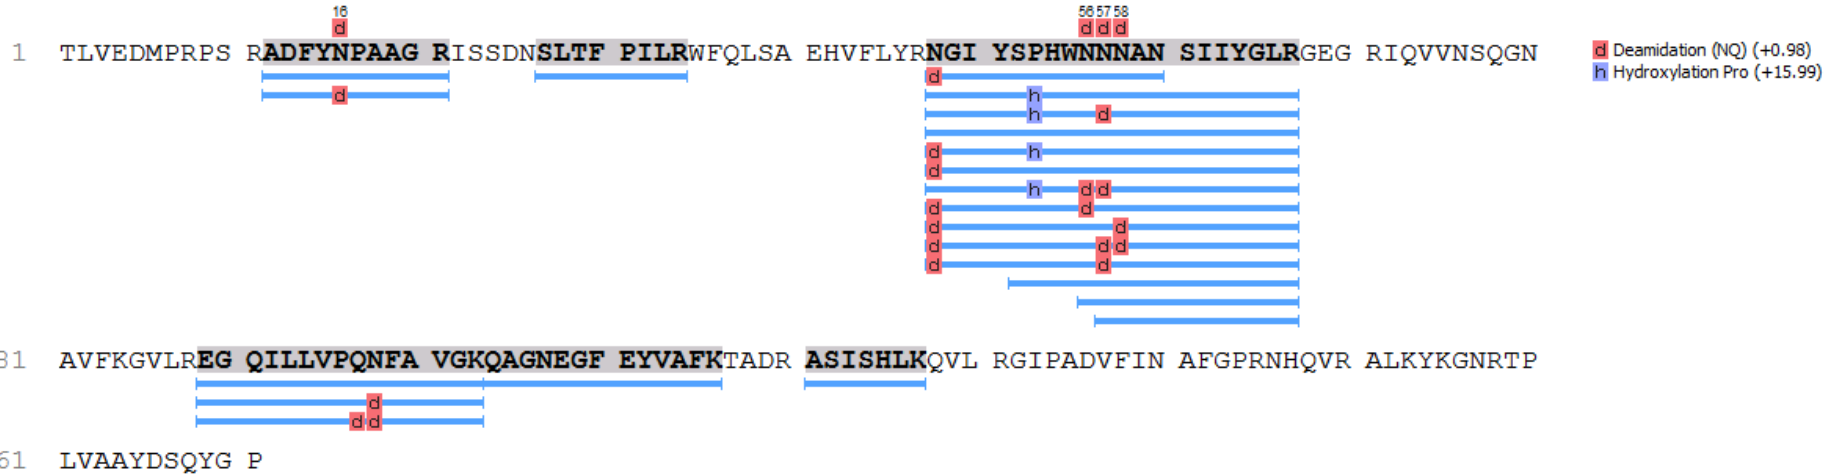 16 56 57 58
d d d d
1 TLVEDMPRPS RADFYNPAAG RISSDNSLTF PILRWFQLSA EHVFLYRNGI YSPHWNNNAN SIIYGLRGEG RIQVVNSQGN
d Deamidation (NQ) (+0.98)
h Hydroxylation Pro (+15.99)
d
d h
h d
d h
d
h d d
d d
d d
d d d
d d
81 AVFKGVLREG QILLVPQNFA VGKQAGNEGF EYVAFKTADR ASISHLKQVL RGIPADVFIN AFGPRNHQVR ALKYKGNRTP
d
d d
61 LVAAYDSQYG P